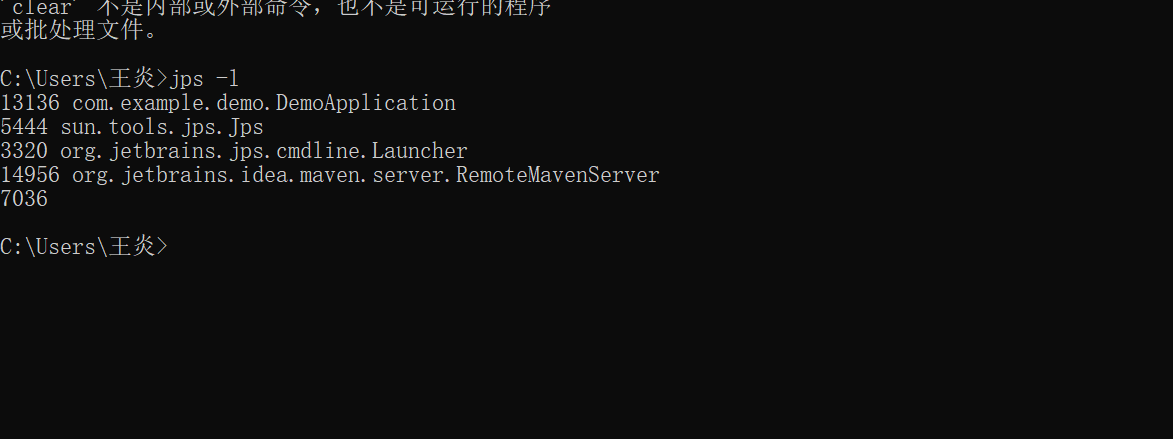 'clear' 不是内部或外部命令，也不是可运行的程序
或批处理文件。
C:\Users\王炎>jps -l
13136 com.example.demo.DemoApplication
5444 sun.tools.jps.Jps
3320 org.jetbrains.jps.cmdline.Launcher
14956 org.jetbrains.idea.maven.server.RemoteMavenServer
7036
C:\Users\王炎>